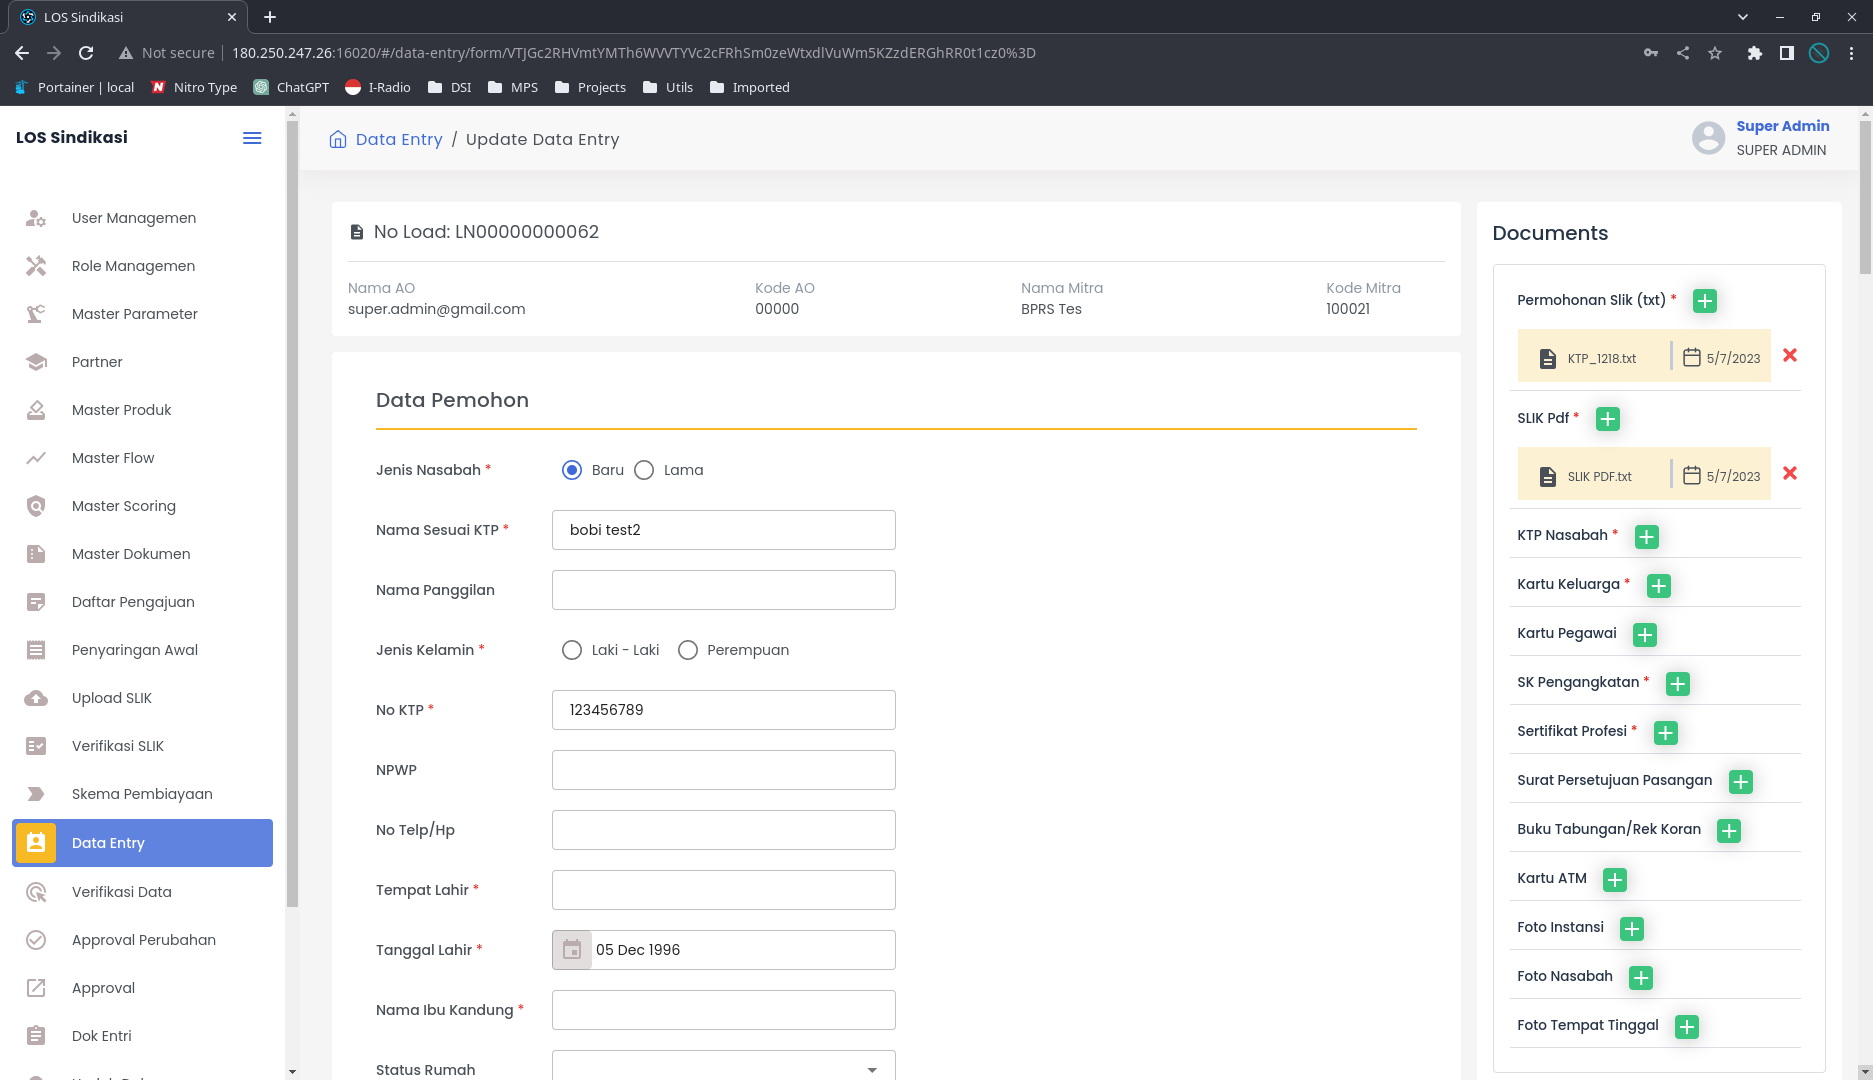 LOS Sindikasi
Not secure
180.250.247.26:16020/#/data-entry/form/VTJGc2RHVmtYMTh6WVVTYVc2cFRhSm0zeWtxdlVuWm5KZzdERGhRR0t1cz0%3D
Portainer | local
Nitro Type
ChatGPT
I-Radio
DSI
MPS
Projects
Utils
Imported
LOS Sindikasi
User Managemen
Role Managemen
Master Parameter
Partner
Master Produk
Master Flow
Master Scoring
Master Dokumen
Daftar Pengajuan
Penyaringan Awal
Upload SLIK
Verifikasi SLIK
Skema Pembiayaan
Data Entry
Verifikasi Data
Approval Perubahan
Approval
Dok Entri
Data Entry / Update Data Entry
Super Admin
SUPER ADMIN
No Load: LN00000000062
Nama AO
super.admin@gmail.com
Kode AO
00000
Nama Mitra
BPRS Tes
Kode Mitra
100021
Data Pemohon
Jenis Nasabah *
Baru
Lama
Nama Sesuai KTP *
bobi test2
Nama Panggilan
Jenis Kelamin *
Laki - Laki
Perempuan
No KTP *
123456789
NPWP
No Telp/Hp
Tempat Lahir *
Tanggal Lahir *
05 Dec 1996
Nama Ibu Kandung *
Status Rumah
Documents
Permohonan Slik (txt) *
KTP_1218.txt
5/7/2023
SLIK Pdf *
SLIK PDF.txt
5/7/2023
KTP Nasabah *
Kartu Keluarga *
Kartu Pegawai
SK Pengangkatan *
Sertifikat Profesi *
Surat Persetujuan Pasangan
Buku Tabungan/Rek Koran
Kartu ATM
Foto Instansi
Foto Nasabah
Foto Tempat Tinggal